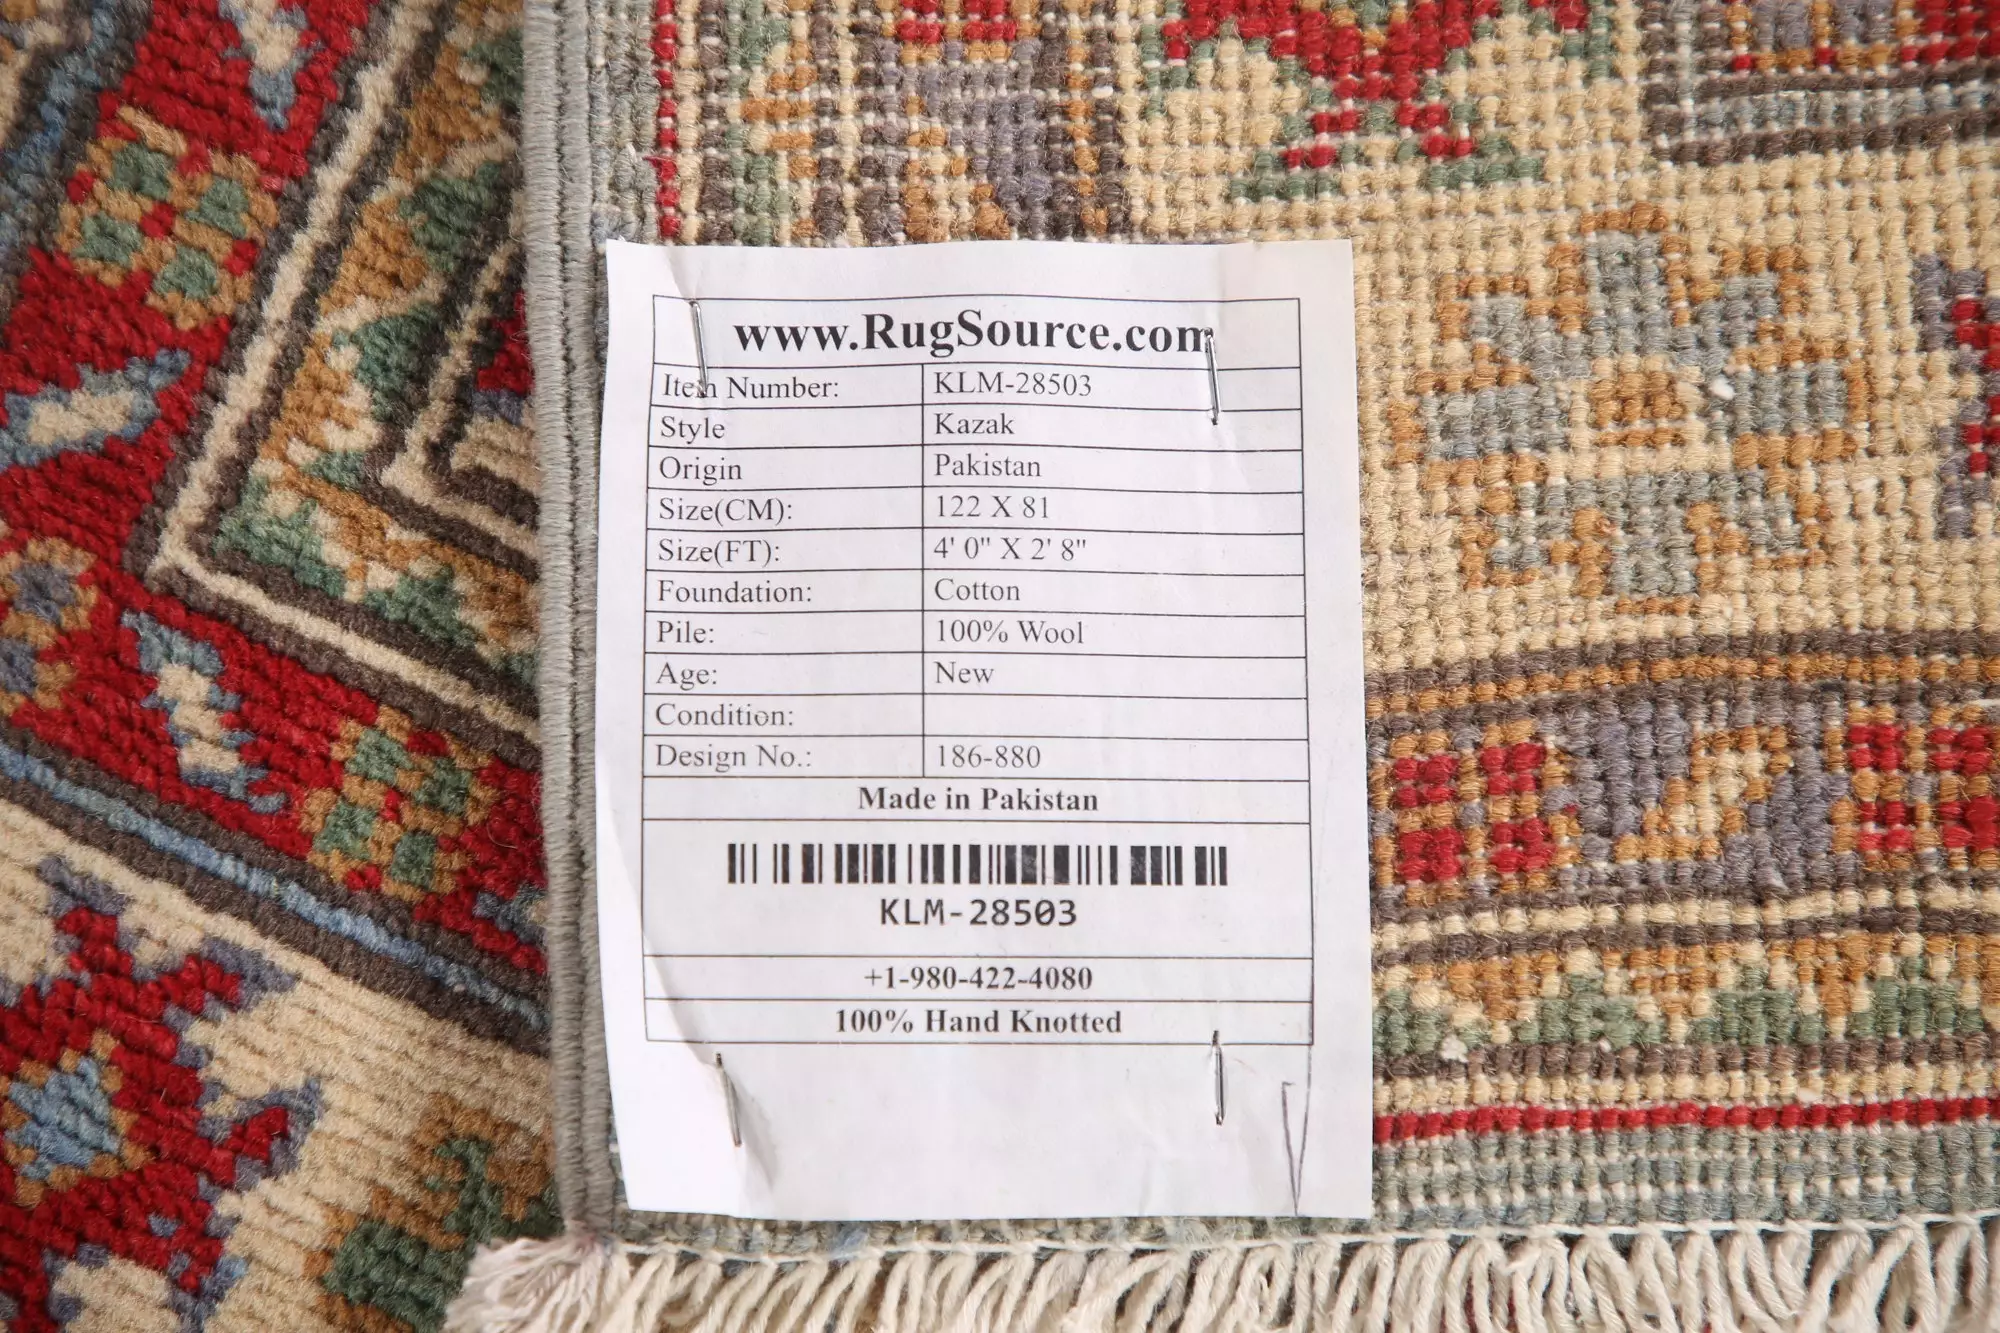 www.RugSource.com
Item Number: KLM-28503
Style Kazak
Origin Pakistan
Size(CM): 122 X 81
Size(FT): 4' 0" X 2' 8"
Foundation: Cotton
Pile: 100% Wool
Age: New
Condition:
Design No.: 186-880
Made in Pakistan
KLM-28503
+1-980-422-4080
100% Hand Knotted